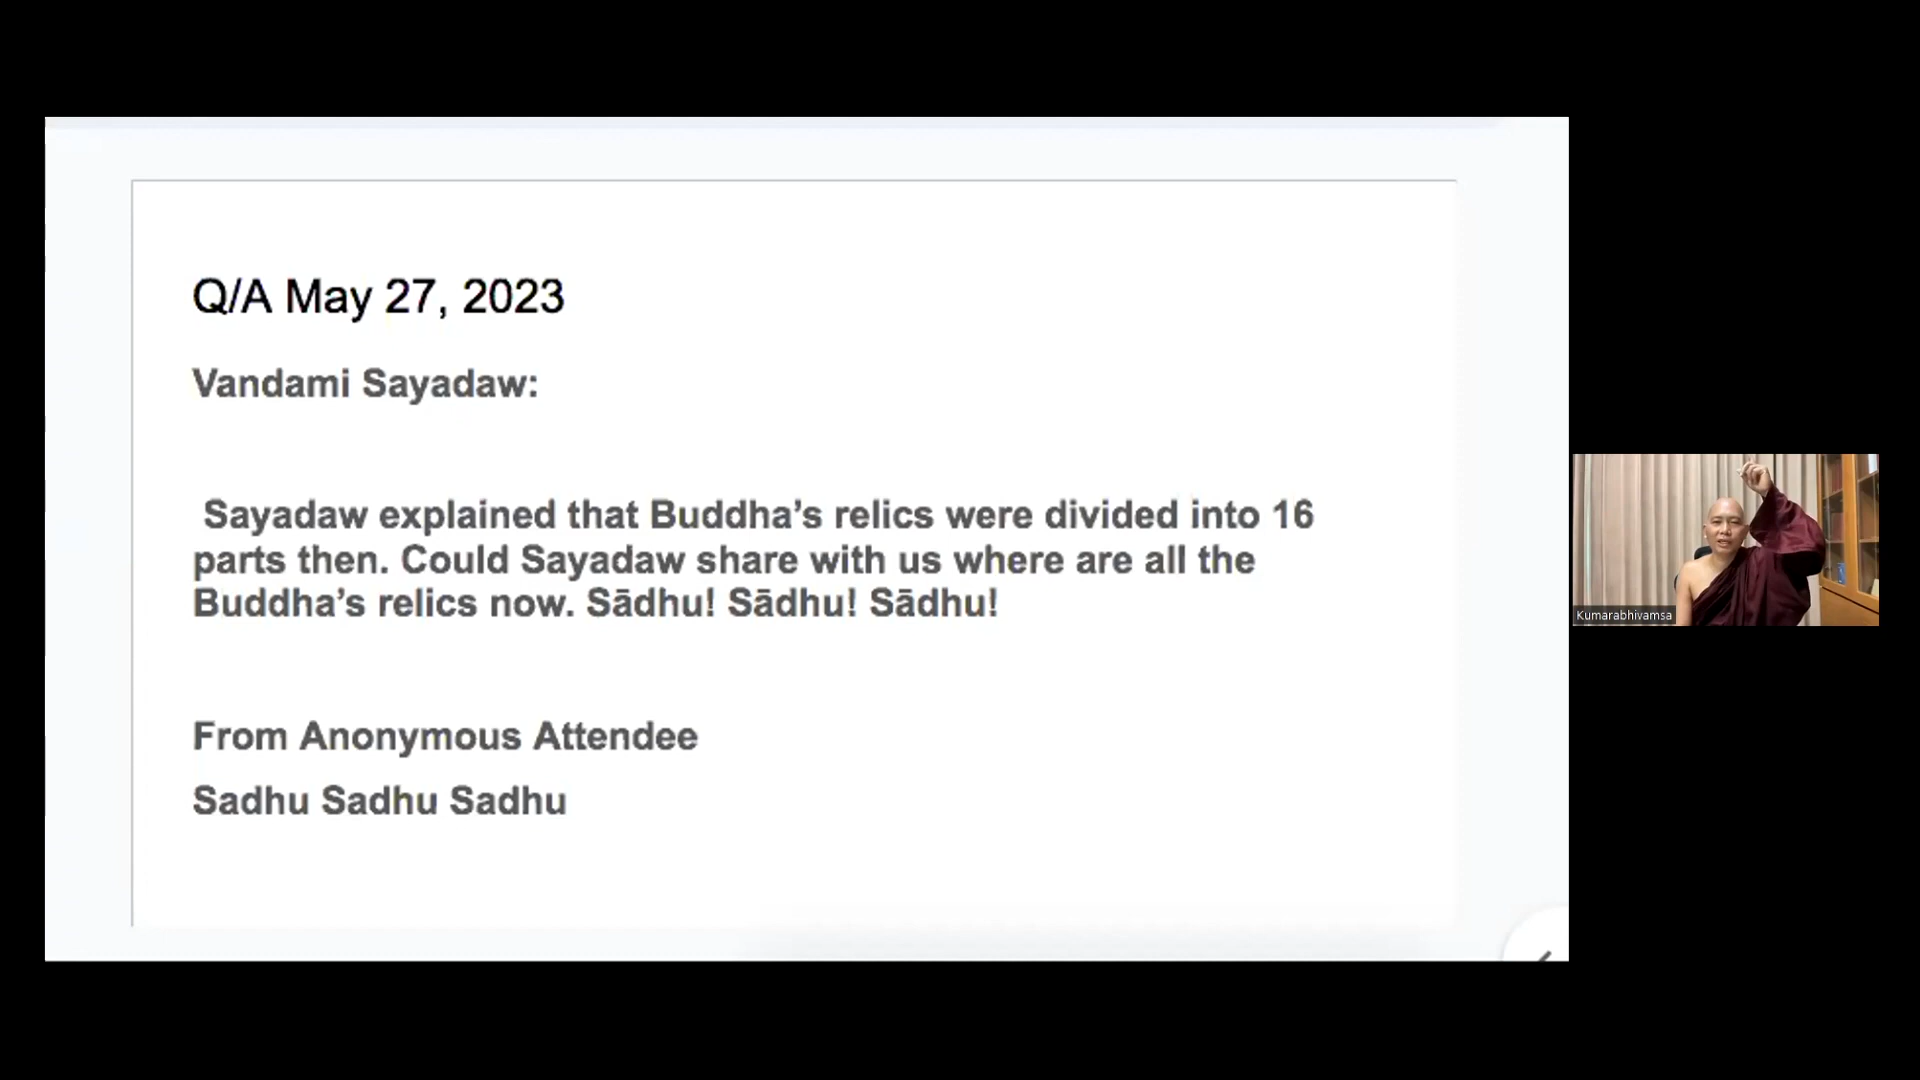 Q/A May 27, 2023
Vandami Sayadaw:
Sayadaw explained that Buddha’s relics were divided into 16
parts then. Could Sayadaw share with us where are all the
Buddha’s relics now. Sādhu! Sādhu! Sādhu!
From Anonymous Attendee
Sadhu Sadhu Sadhu
Kumarabhivamsa